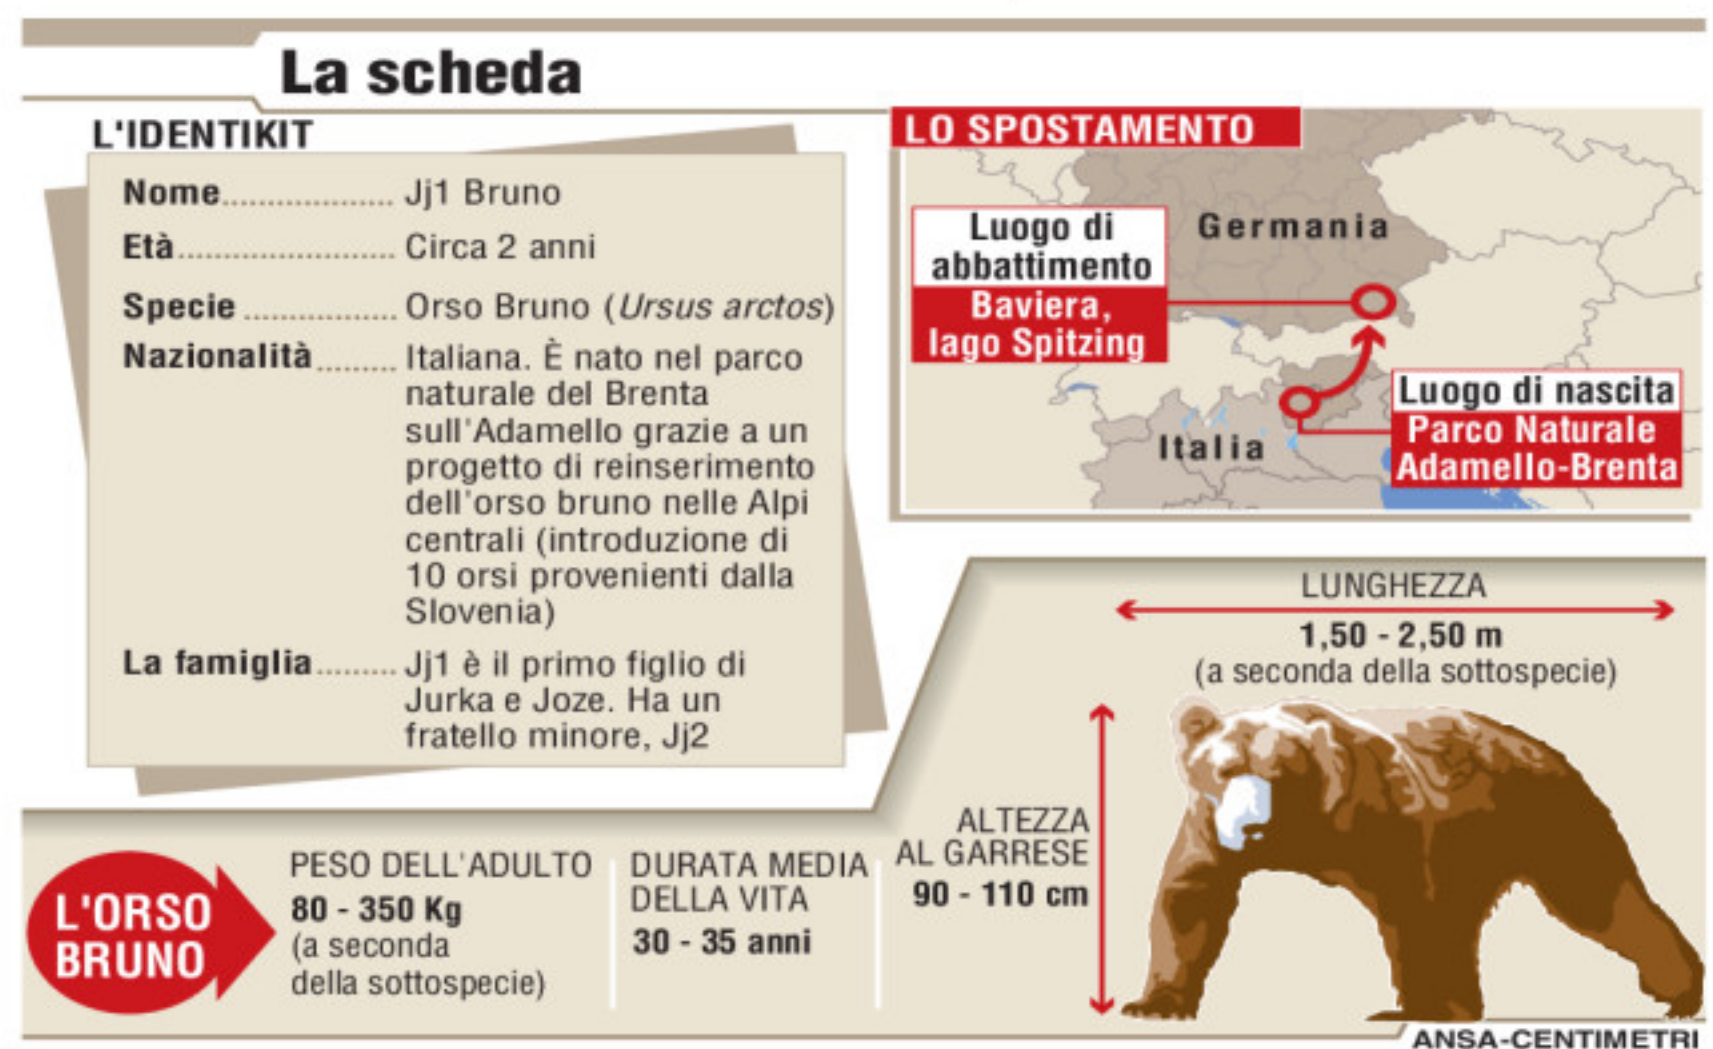 La scheda
L'IDENTIKIT
Nome................... Jj1 Bruno
Età........................ Circa 2 anni
Specie ................. Orso Bruno (Ursus arctos)
Nazionalità ......... Italiana. È nato nel parco
naturale del Brenta
sull'Adamello grazie a un
progetto di reinserimento
dell'orso bruno nelle Alpi
centrali (introduzione di
10 orsi provenienti dalla
Slovenia)
La famiglia ......... Jj1 è il primo figlio di
Jurka e Joze. Ha un
fratello minore, Jj2
LO SPOSTAMENTO
Germania
Luogo di
abbattimento
Baviera,
lago Spitzing
Luogo di nascita
Parco Naturale
Adamello-Brenta
Italia
L'ORSO
BRUNO
PESO DELL'ADULTO
80 - 350 Kg
(a seconda
della sottospecie)
DURATA MEDIA
DELLA VITA
30 - 35 anni
ALTEZZA
AL GARRESE
90 - 110 cm
LUNGHEZZA
1,50 - 2,50 m
(a seconda della sottospecie)
ANSA-CENTIMETRI